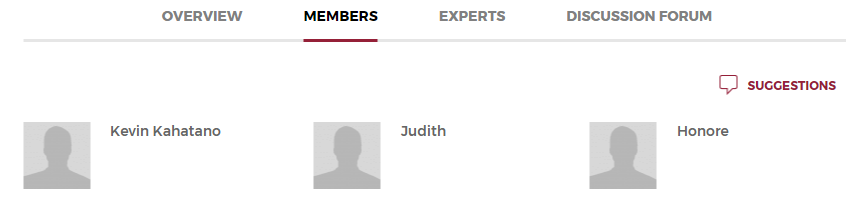 OVERVIEW MEMBERS EXPERTS DISCUSSION FORUM
SUGGESTIONS
Kevin Kahatano Judith Honore